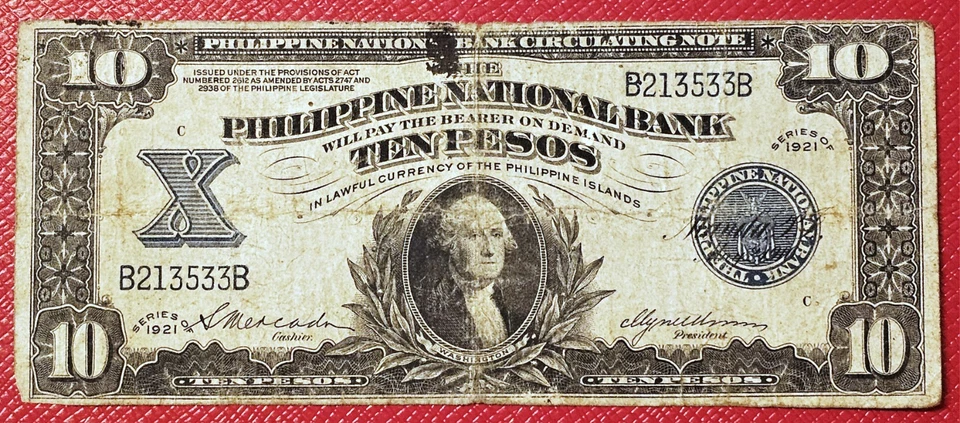 10 PHILIPPINE NATIONAL BANK CIRCULATING NOTE 10
ISSUED UNDER THE PROVISIONS OF ACT
NUMBERED 2612 AS AMENDED BY ACTS 2747 AND
2938 OF THE PHILIPPINE LEGISLATURE
THE
B213533B
PHILIPPINE NATIONAL BANK
WILL PAY THE BEARER ON DEMAND
TEN PESOS
IN LAWFUL CURRENCY OF THE PHILIPPINE ISLANDS
SERIES OF
1921
C
X
PHILIPPINE NATIONAL BANK
B213533B
C
SERIES OF
1921
Cashier.
President
WASHINGTON
10 TEN PESOS TEN PESOS 10